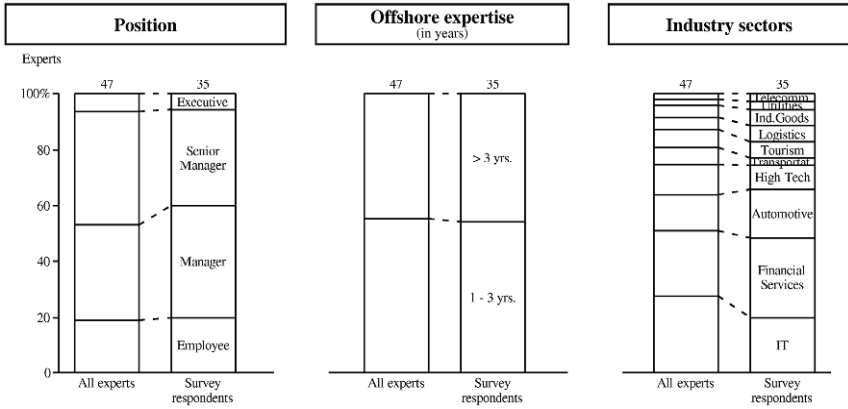 Position
Offshore expertise
(in years)
Industry sectors
Experts
47
35
47
35
47
35
100%
80
60
40
20
0
Executive
Senior
Manager
Manager
Employee
> 3 yrs.
1 - 3 yrs.
Telecomm
Utilities
Ind.Goods
Logistics
Tourism
Transportat.
High Tech
Automotive
Financial
Services
IT
All experts
Survey
respondents
All experts
Survey
respondents
All experts
Survey
respondents